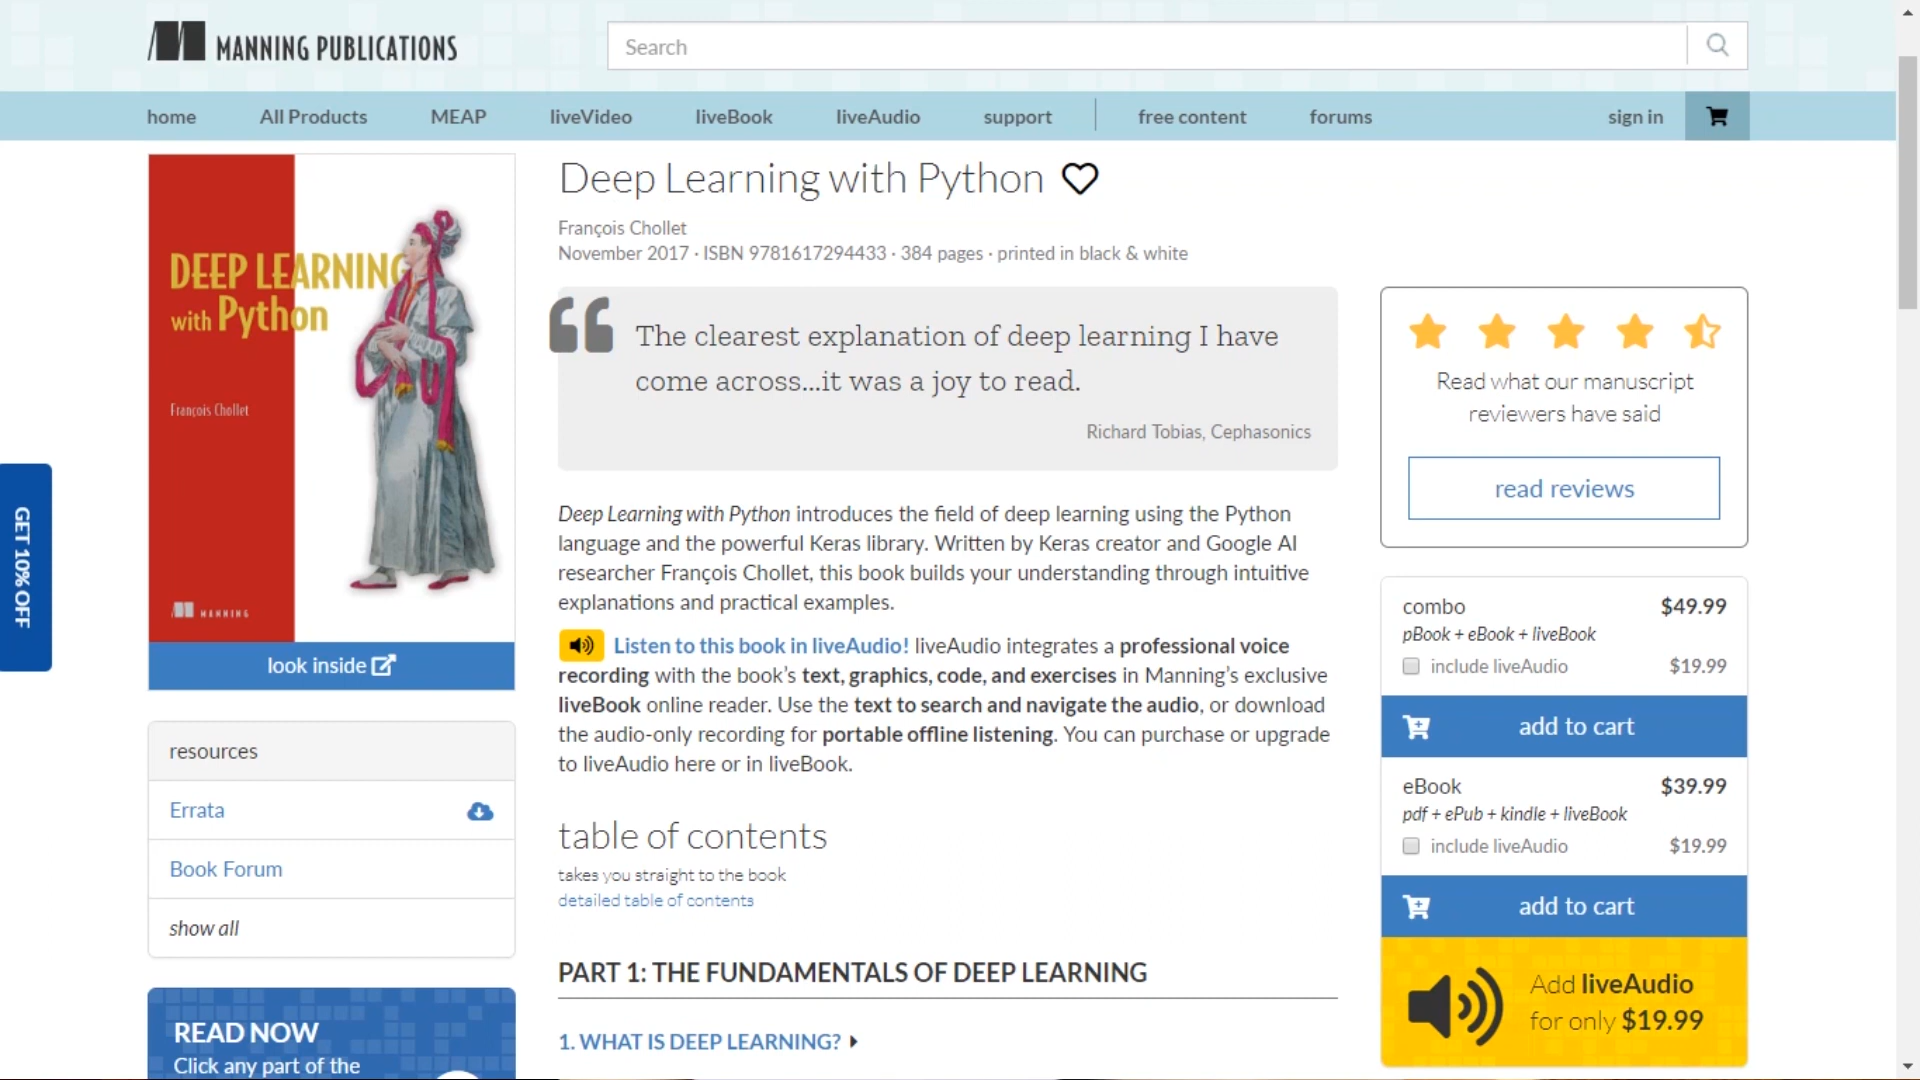 MANNING PUBLICATIONS
Search
home All Products MEAP liveVideo liveBook liveAudio support free content forums sign in
DEEP LEARNING
with Python
François Chollet
MANNING
look inside
resources
Errata
Book Forum
show all
READ NOW
Click any part of the
GET 10% OFF
Deep Learning with Python
François Chollet
November 2017 · ISBN 9781617294433 · 384 pages · printed in black & white
The clearest explanation of deep learning I have
come across...it was a joy to read.
Richard Tobias, Cephasonics
Deep Learning with Python introduces the field of deep learning using the Python
language and the powerful Keras library. Written by Keras creator and Google AI
researcher François Chollet, this book builds your understanding through intuitive
explanations and practical examples.
Listen to this book in liveAudio! liveAudio integrates a professional voice
recording with the book’s text, graphics, code, and exercises in Manning’s exclusive
liveBook online reader. Use the text to search and navigate the audio, or download
the audio-only recording for portable offline listening. You can purchase or upgrade
to liveAudio here or in liveBook.
table of contents
takes you straight to the book
detailed table of contents
PART 1: THE FUNDAMENTALS OF DEEP LEARNING
1. WHAT IS DEEP LEARNING?
Read what our manuscript
reviewers have said
read reviews
combo $49.99
pBook + eBook + liveBook
include liveAudio $19.99
add to cart
eBook $39.99
pdf + ePub + kindle + liveBook
include liveAudio $19.99
add to cart
Add liveAudio
for only $19.99